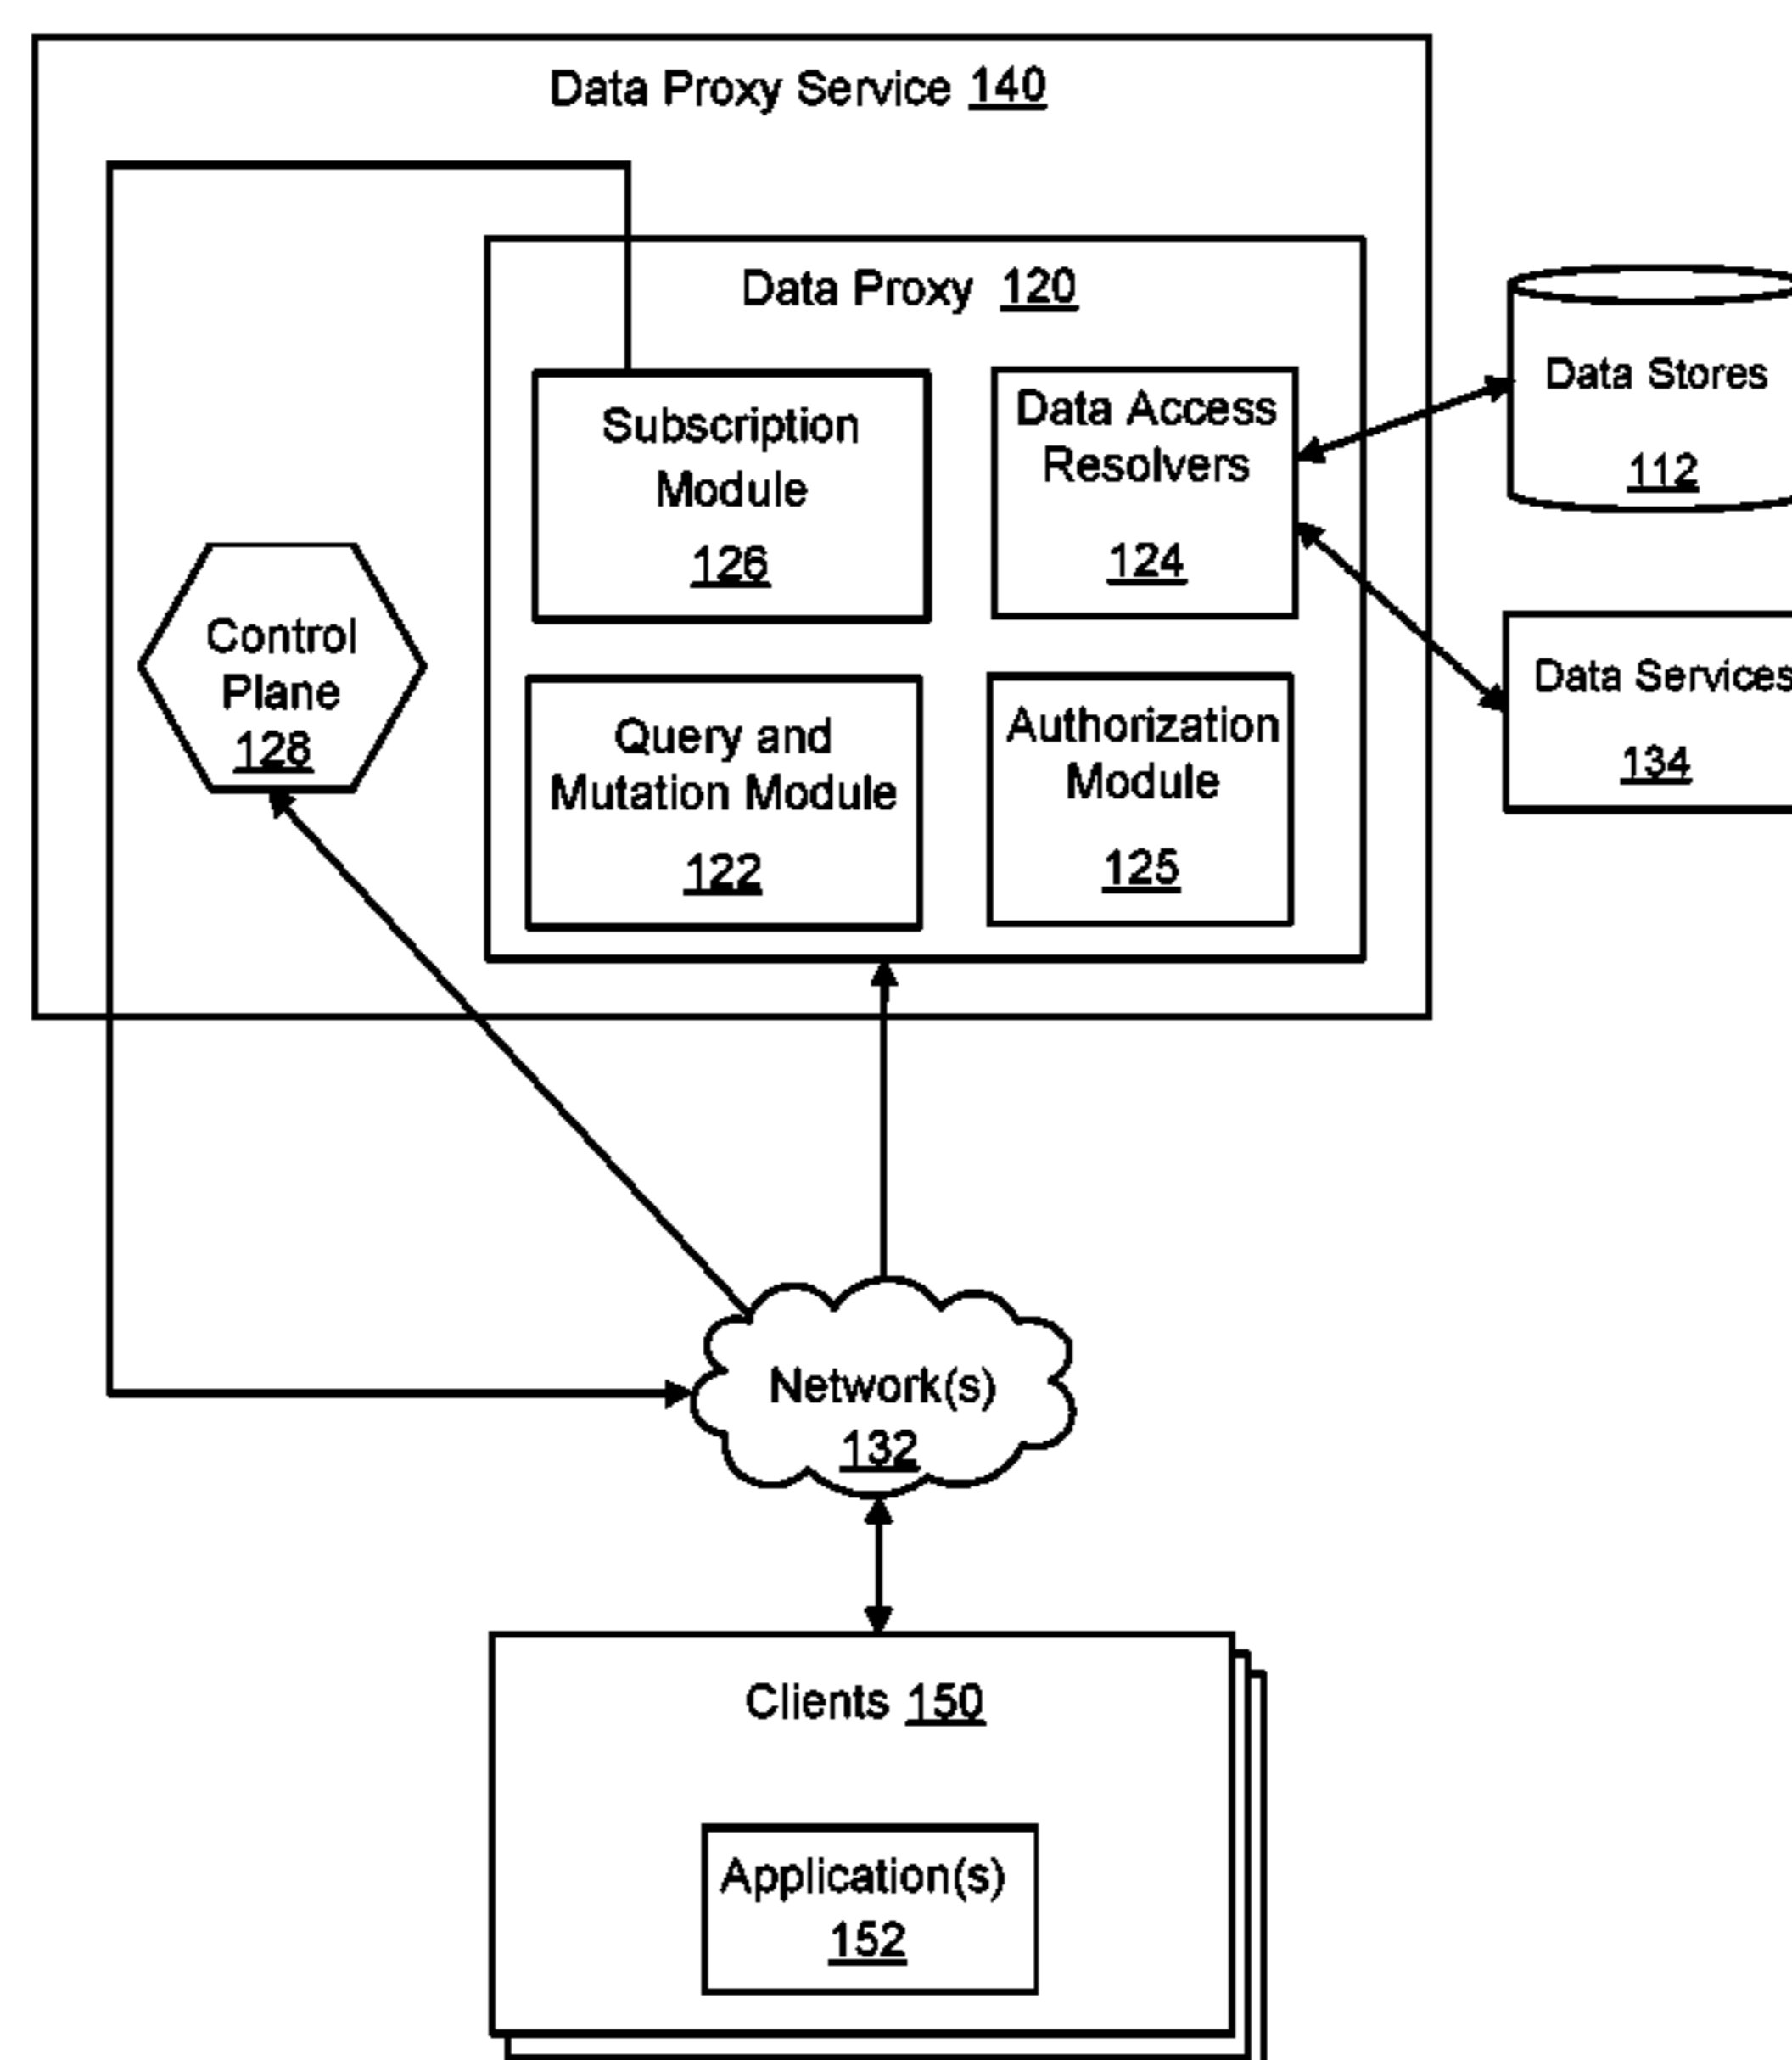 Data Proxy Service 140
Data Proxy 120
Subscription
Module
126
Data Access
Resolvers
124
Data Stores
112
Control
Plane
128
Query and
Mutation Module
122
Authorization
Module
125
Data Services
134
Network(s)
132
Clients 150
Application(s)
152